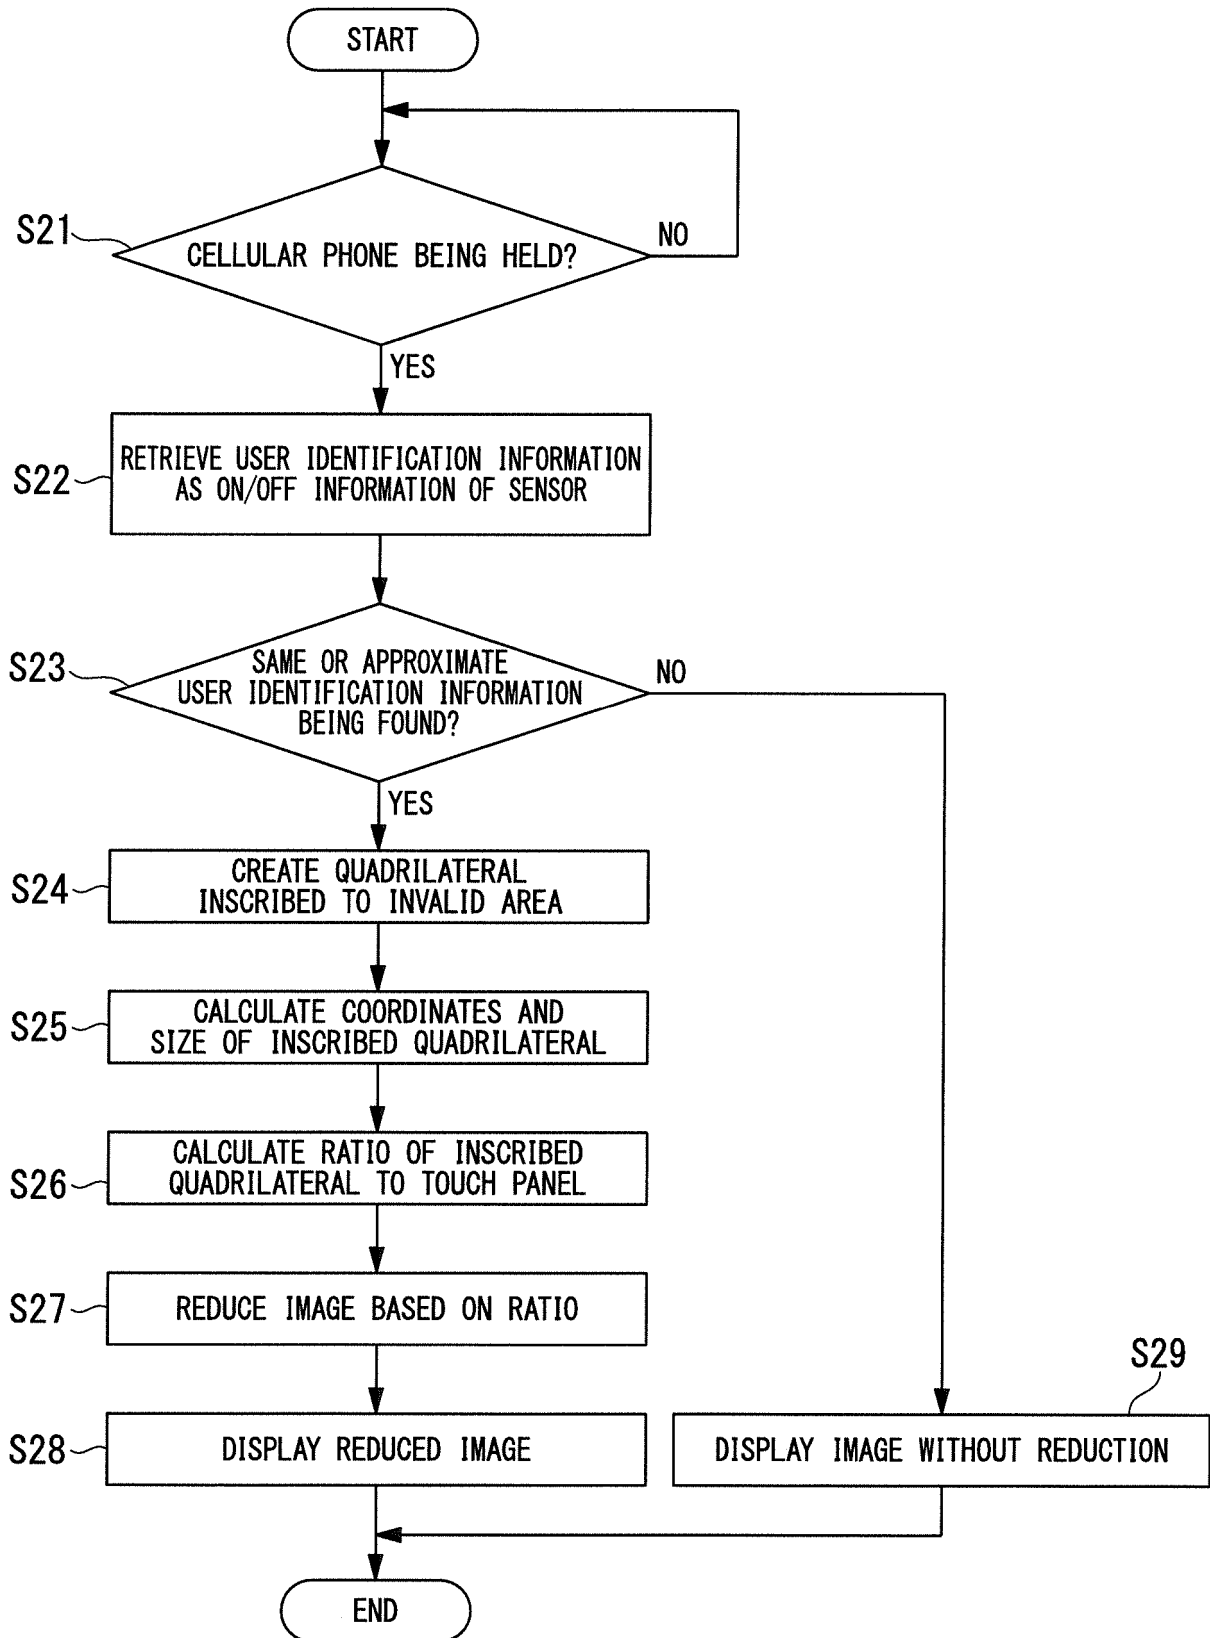 START
S21
CELLULAR PHONE BEING HELD?
NO
YES
S22
RETRIEVE USER IDENTIFICATION INFORMATION
AS ON/OFF INFORMATION OF SENSOR
S23
SAME OR APPROXIMATE
USER IDENTIFICATION INFORMATION
BEING FOUND?
NO
YES
S24
CREATE QUADRILATERAL
INSCRIBED TO INVALID AREA
S25
CALCULATE COORDINATES AND
SIZE OF INSCRIBED QUADRILATERAL
S26
CALCULATE RATIO OF INSCRIBED
QUADRILATERAL TO TOUCH PANEL
S27
REDUCE IMAGE BASED ON RATIO
S28
DISPLAY REDUCED IMAGE
S29
DISPLAY IMAGE WITHOUT REDUCTION
END